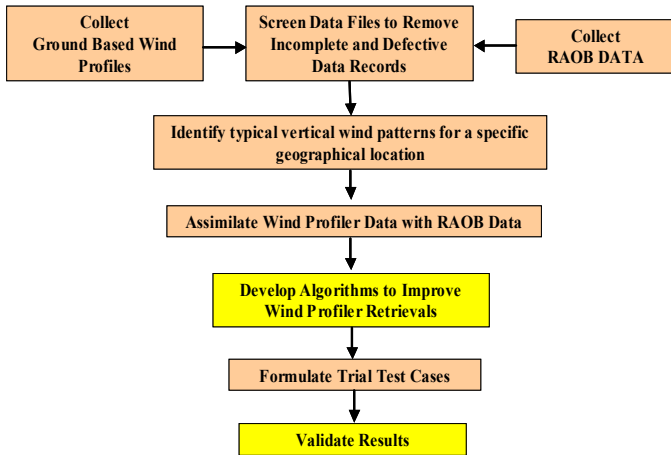 Collect
Ground Based Wind
Profiles
Screen Data Files to Remove
Incomplete and Defective
Data Records
Collect
RAOB DATA
Identify typical vertical wind patterns for a specific
geographical location
Assimilate Wind Profiler Data with RAOB Data
Develop Algorithms to Improve
Wind Profiler Retrievals
Formulate Trial Test Cases
Validate Results